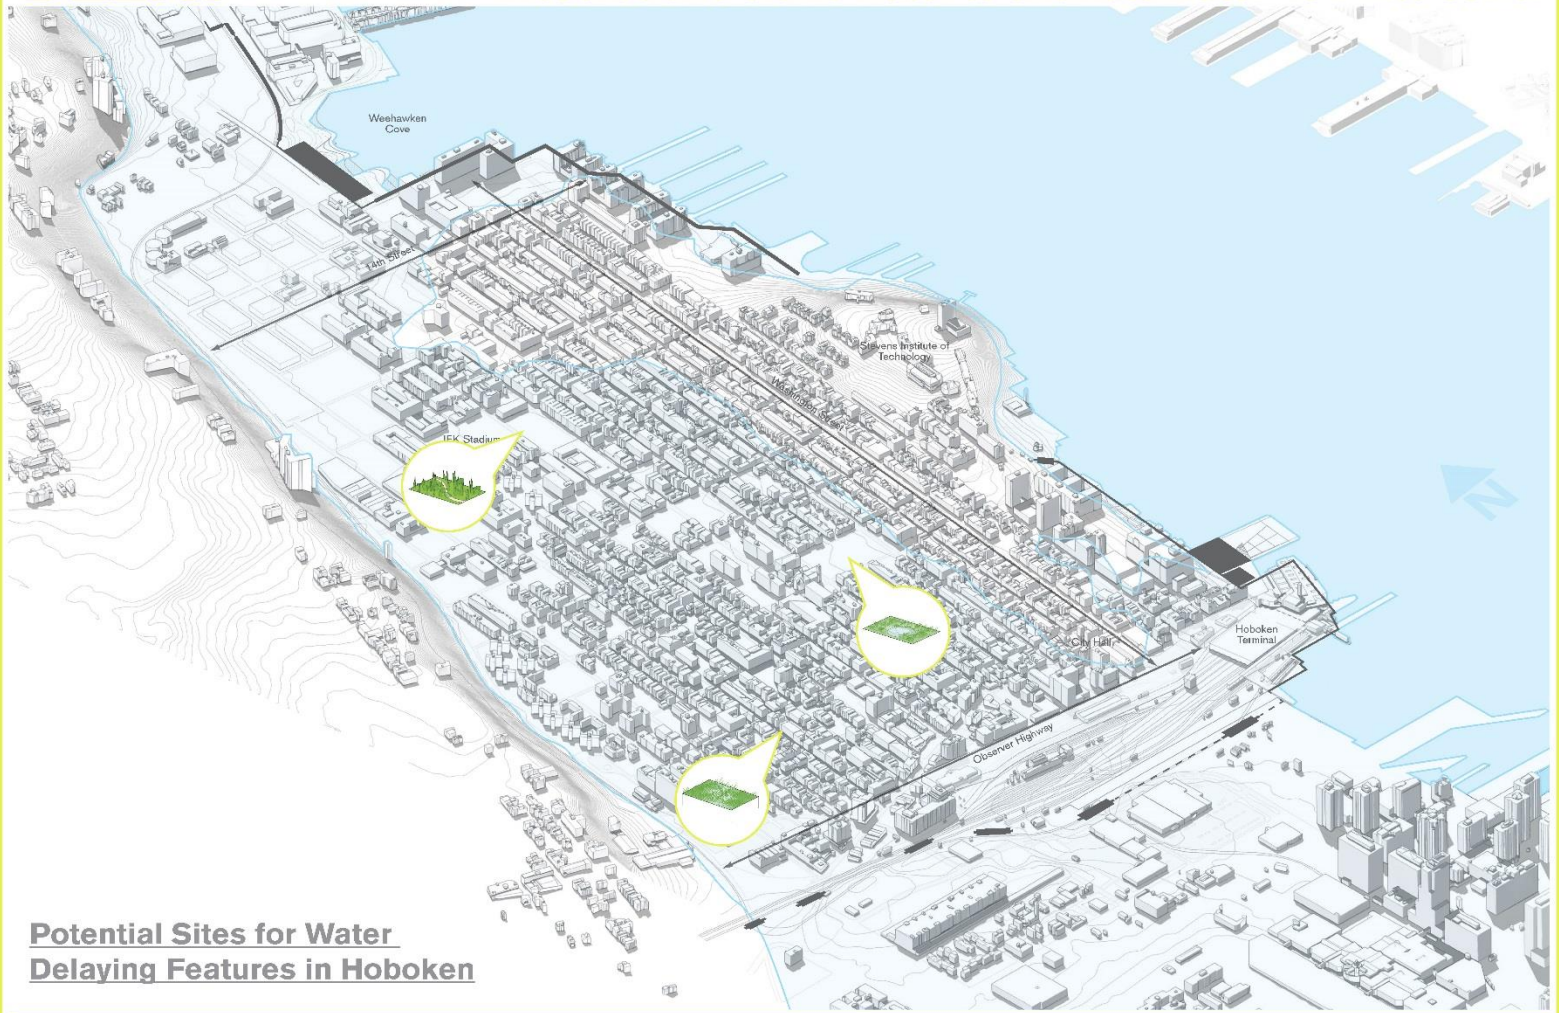 Weehawken
Cove
14th Street
Stevens Institute of
Technology
Washington Street
JFK Stadium
N
City Hall
Hoboken
Terminal
Observer Highway
Potential Sites for Water
Delaying Features in Hoboken